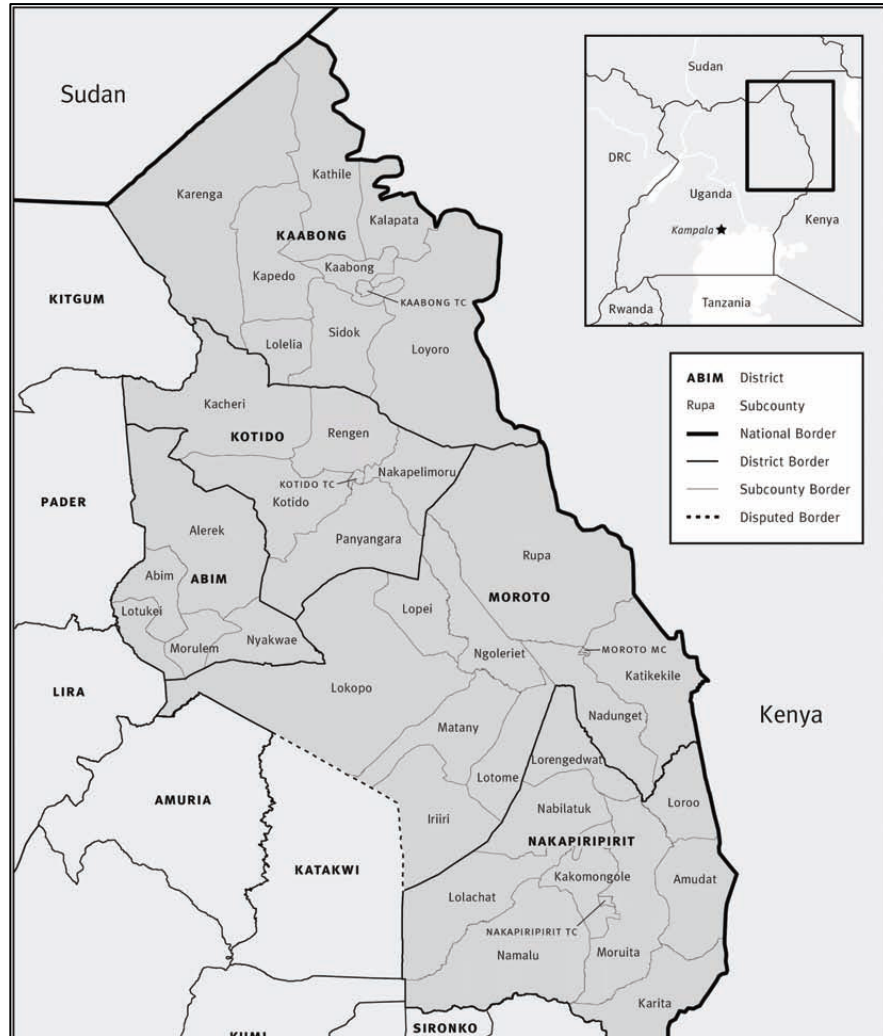 Sudan
Karenga
Kathile
Kalapata
KAABONG
Kaabong
Kapedo
KAABONG TC
KITGUM
Lolelia
Sidok
Loyoro
Kacheri
KOTIDO
Rengen
Nakapelimoru
KOTIDO TC
Kotido
PADER
Alerek
Panyangara
Abim
ABIM
Lotukei
Morulem
Nyakwae
Rupa
MOROTO
Lopei
Ngoleriet
MOROTO MC
Katikekile
LIRA
Lokopo
Nadunget
Kenya
Matany
Lorengedwat
Lotome
AMURIA
Iriiri
Nabilatuk
Loroo
NAKAPIRIPIRIT
KATAKWI
Kakomongole
Amudat
Lolachat
NAKAPIRIPIRIT TC
Namalu
Moruita
Karita
KUMI
SIRONKO
Sudan
DRC
Uganda
Kampala
Kenya
Rwanda
Tanzania
ABIM District
Rupa Subcounty
National Border
District Border
Subcounty Border
Disputed Border